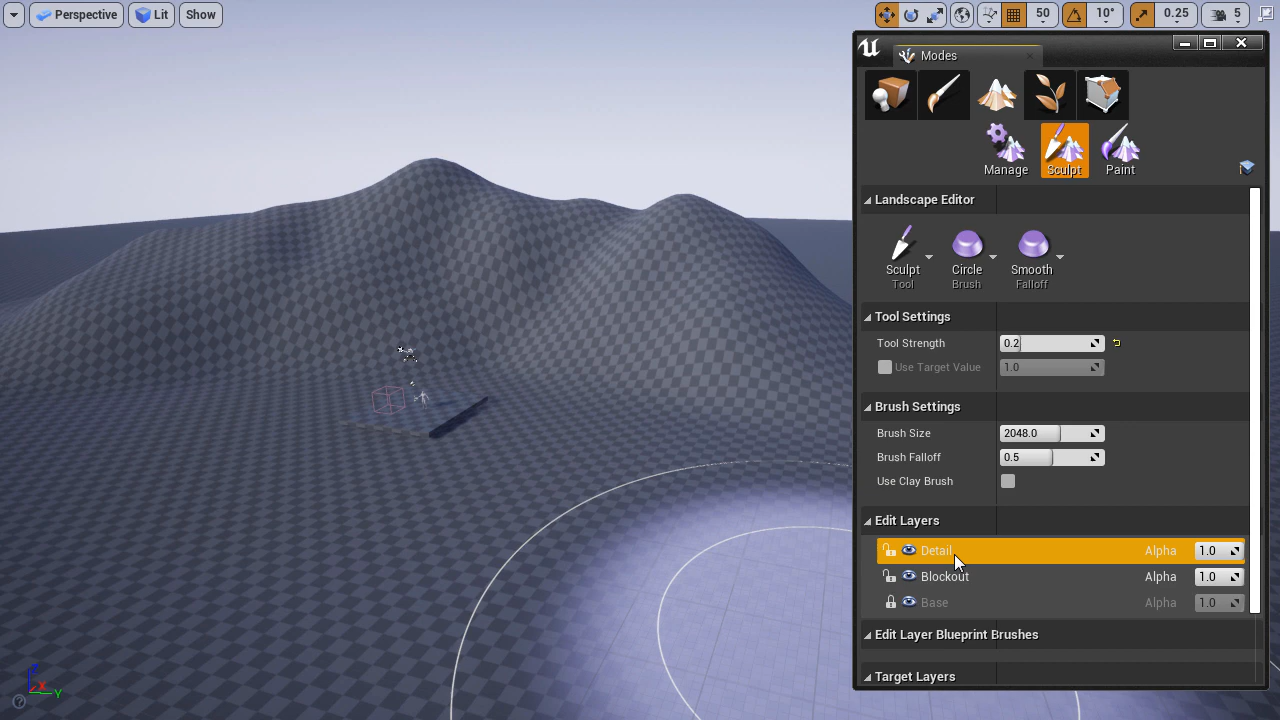 Perspective Lit Show 50 10° 0.25 5
Modes
Manage Sculpt Paint
Landscape Editor
Sculpt Circle Smooth
Tool Brush Falloff
Tool Settings
Tool Strength 0.2
Use Target Value 1.0
Brush Settings
Brush Size 2048.0
Brush Falloff 0.5
Use Clay Brush
Edit Layers
Detail Alpha 1.0
Blockout Alpha 1.0
Base Alpha 1.0
Edit Layer Blueprint Brushes
Target Layers
Z
X Y